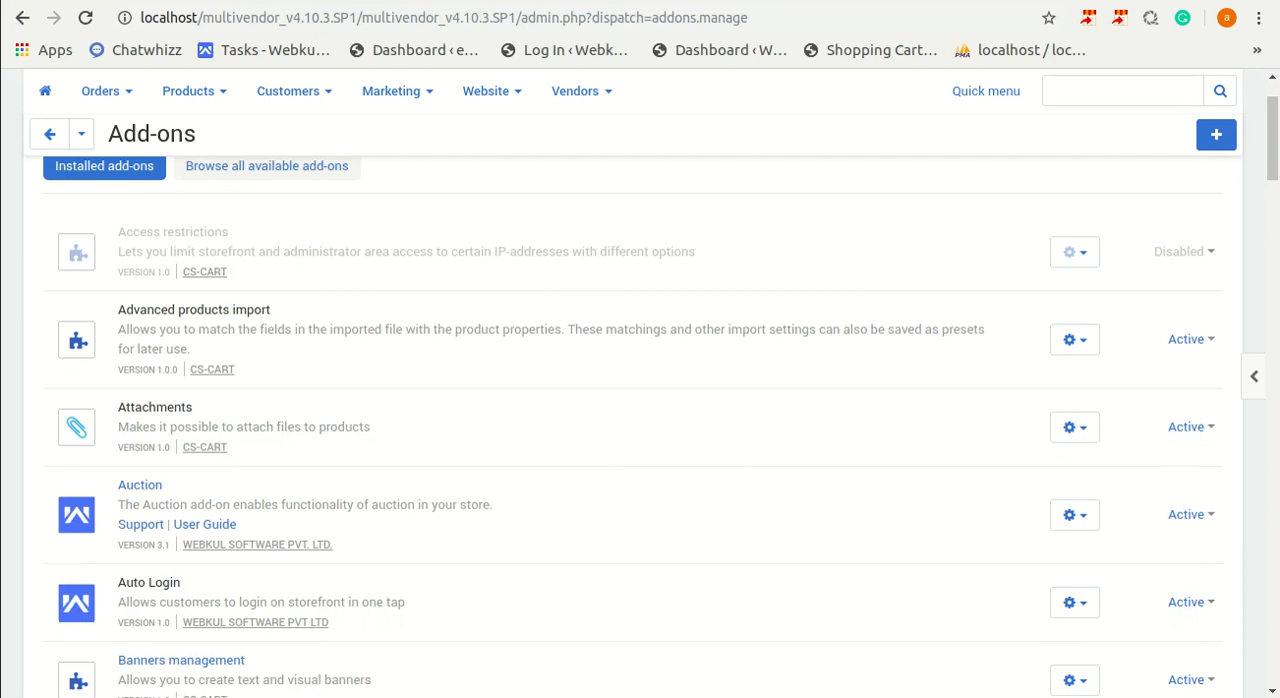 localhost/multivendor_v4.10.3.SP1/multivendor_v4.10.3.SP1/admin.php?dispatch=addons.manage
a
Apps Chatwhizz Tasks - Webku... Dashboard ‹ e... Log In ‹ Webk... Dashboard ‹ W... Shopping Cart... localhost / loc... »
Orders Products Customers Marketing Website Vendors Quick menu
Add-ons
Installed add-ons Browse all available add-ons
Access restrictions
Lets you limit storefront and administrator area access to certain IP-addresses with different options
Disabled
VERSION 1.0 | CS-CART
Advanced products import
Allows you to match the fields in the imported file with the product properties. These matchings and other import settings can also be saved as presets
for later use.
Active
VERSION 1.0.0 | CS-CART
Attachments
Makes it possible to attach files to products
Active
VERSION 1.0 | CS-CART
Auction
The Auction add-on enables functionality of auction in your store.
Active
Support | User Guide
VERSION 3.1 | WEBKUL SOFTWARE PVT. LTD.
Auto Login
Allows customers to login on storefront in one tap
Active
VERSION 1.0 | WEBKUL SOFTWARE PVT LTD
Banners management
Allows you to create text and visual banners
Active